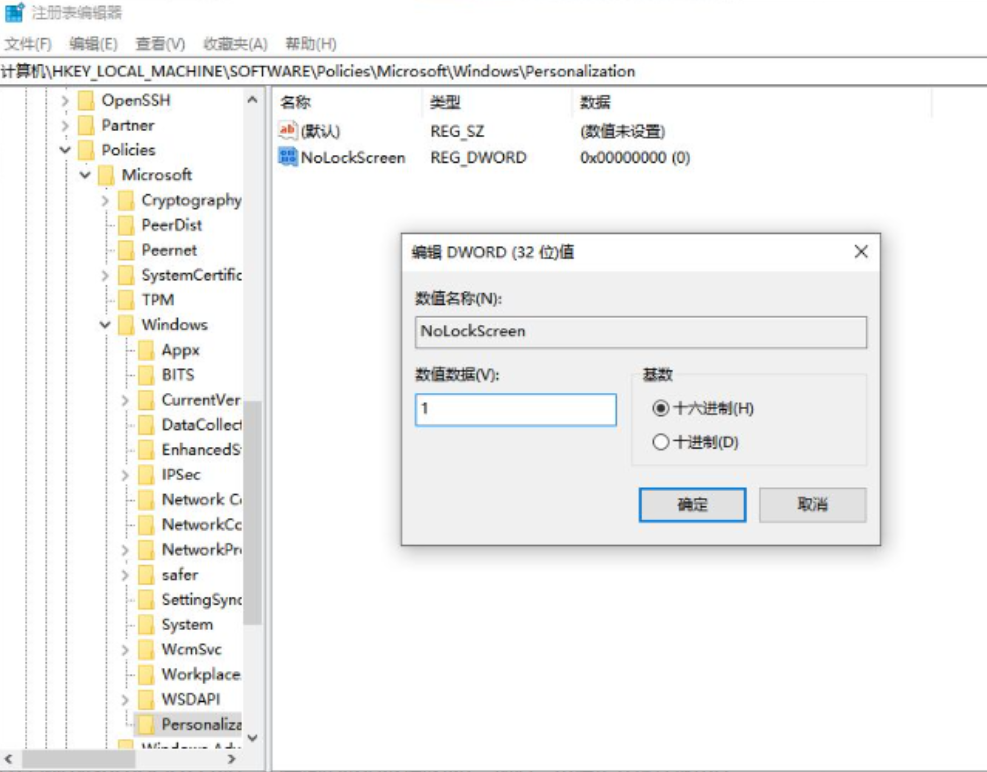 注册表编辑器
文件(F) 编辑(E) 查看(V) 收藏夹(A) 帮助(H)
计算机\HKEY_LOCAL_MACHINE\SOFTWARE\Policies\Microsoft\Windows\Personalization
OpenSSH
Partner
Policies
Microsoft
Cryptography
PeerDist
Peernet
SystemCertific
TPM
Windows
Appx
BITS
CurrentVer
DataCollect
EnhancedS
IPSec
Network C
NetworkCo
NetworkPr
safer
SettingSync
System
WcmSvc
Workplace
WSDAPI
Personaliza
Windows Adv
名称 类型 数据
ab (默认) REG_SZ (数值未设置)
NoLockScreen REG_DWORD 0x00000000 (0)
编辑 DWORD (32 位)值
数值名称(N):
NoLockScreen
数值数据(V):
1
基数
十六进制(H)
十进制(D)
确定 取消